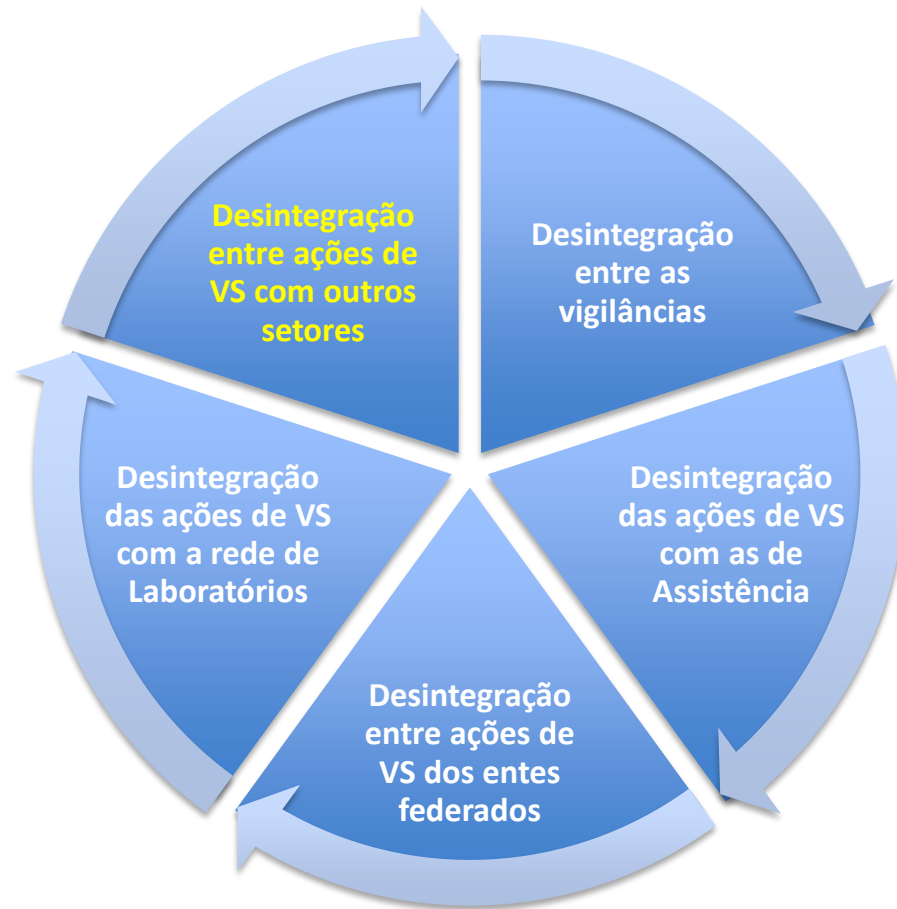 Desintegração
entre as
vigilâncias
Desintegração
das ações de VS
com as de
Assistência
Desintegração
entre ações de
VS dos entes
federados
Desintegração
das ações de VS
com a rede de
Laboratórios
Desintegração
entre ações de
VS com outros
setores